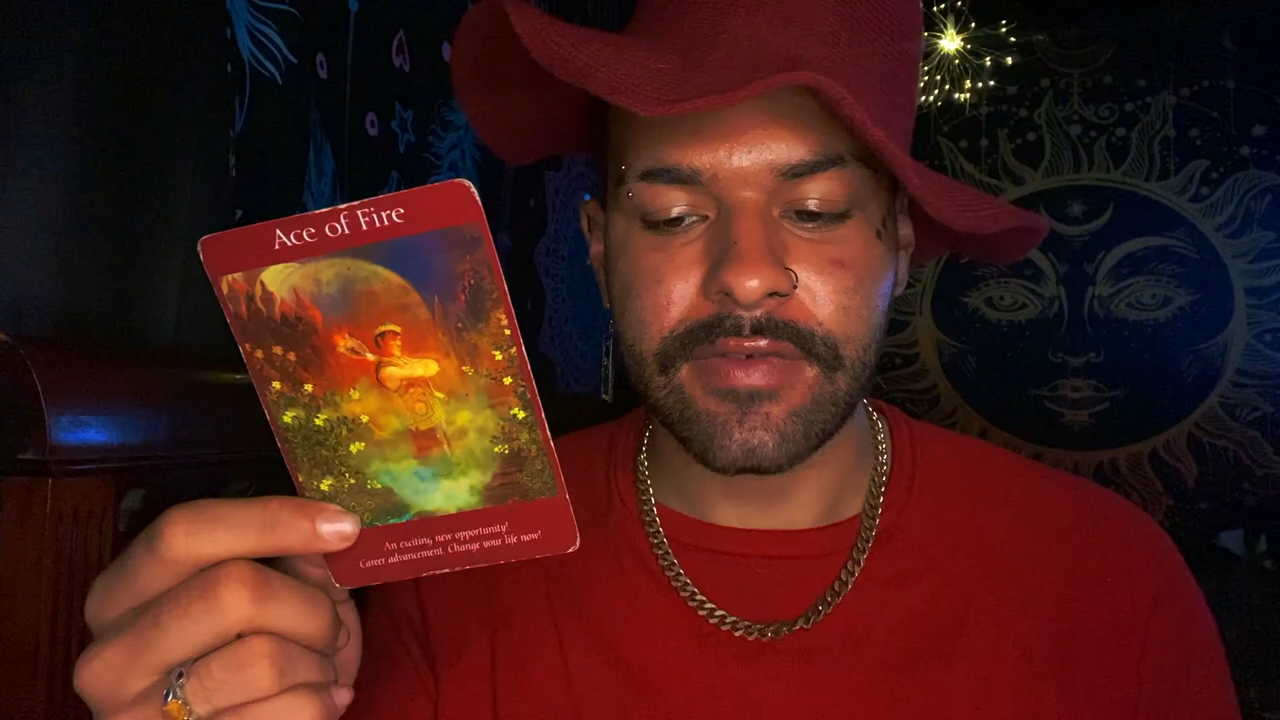 Ace of Fire
An exciting new opportunity!
Career advancement. Change your life now!